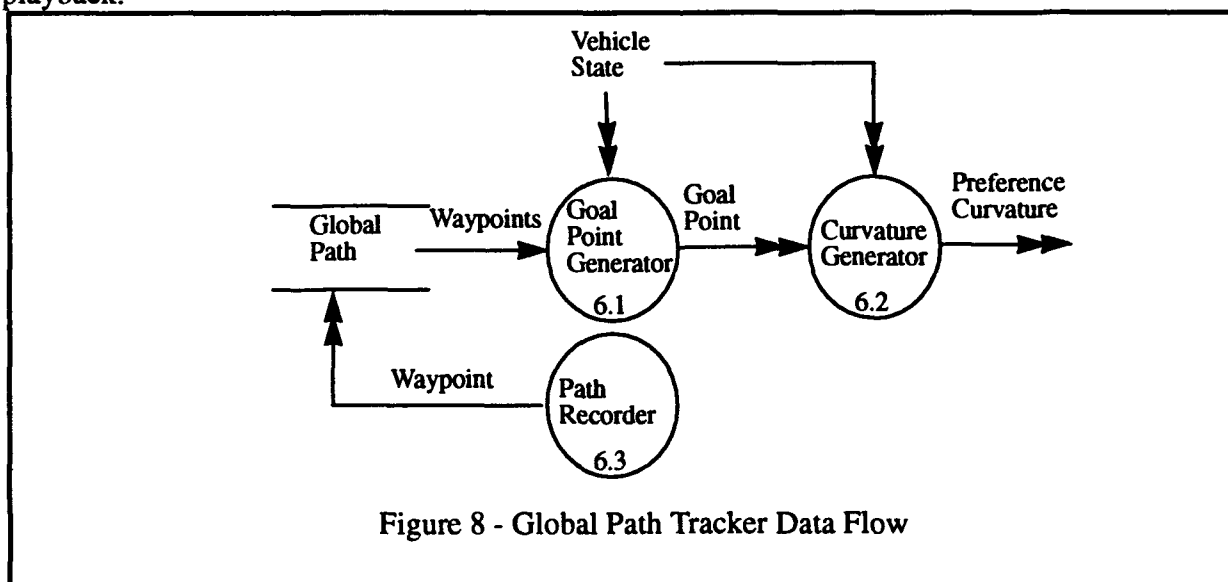 playback.
Vehicle
State
Preference
Curvature
Goal
Point
Goal
Point
Generator
6.1
Waypoints
Global
Path
Curvature
Generator
6.2
Waypoint
Path
Recorder
6.3
Figure 8 - Global Path Tracker Data Flow